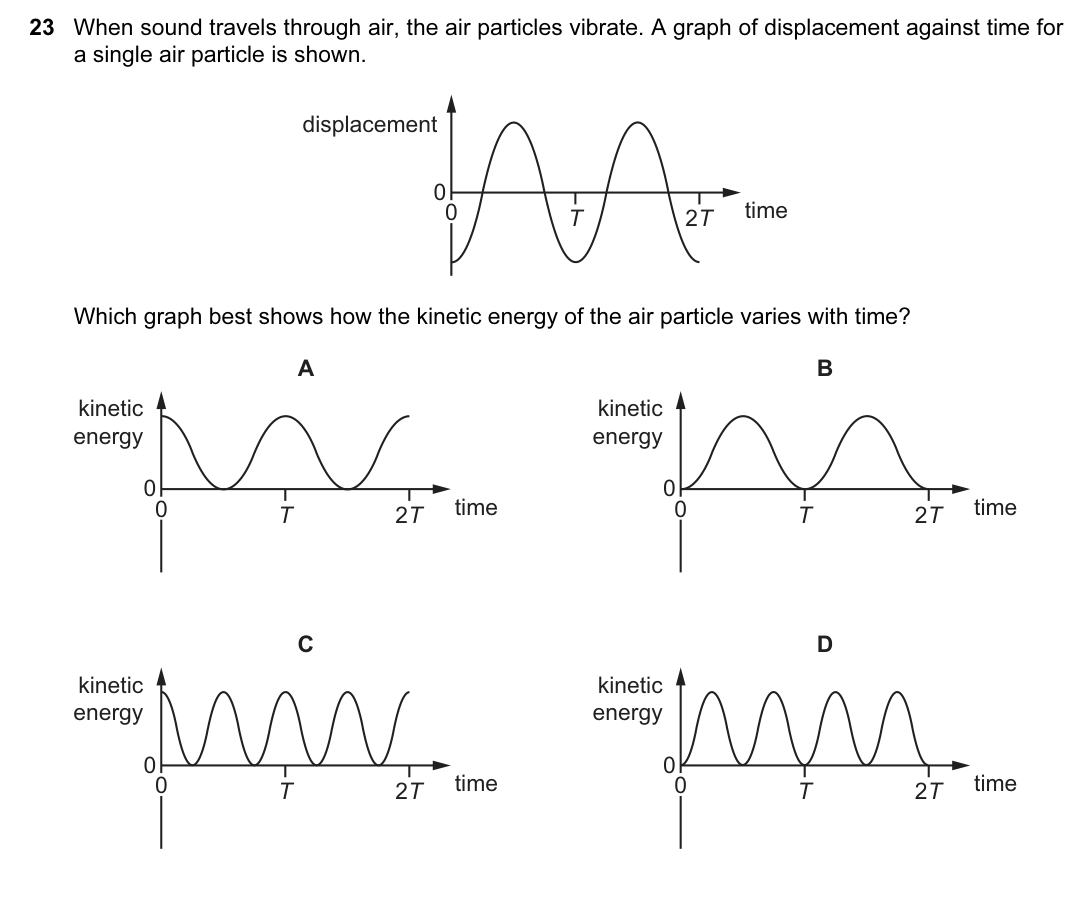 23 When sound travels through air, the air particles vibrate. A graph of displacement against time for
a single air particle is shown.
displacement
0
0
T
2T
time
Which graph best shows how the kinetic energy of the air particle varies with time?
A
kinetic
energy
0
0
T
2T
time
B
kinetic
energy
0
0
T
2T
time
C
kinetic
energy
0
0
T
2T
time
D
kinetic
energy
0
0
T
2T
time